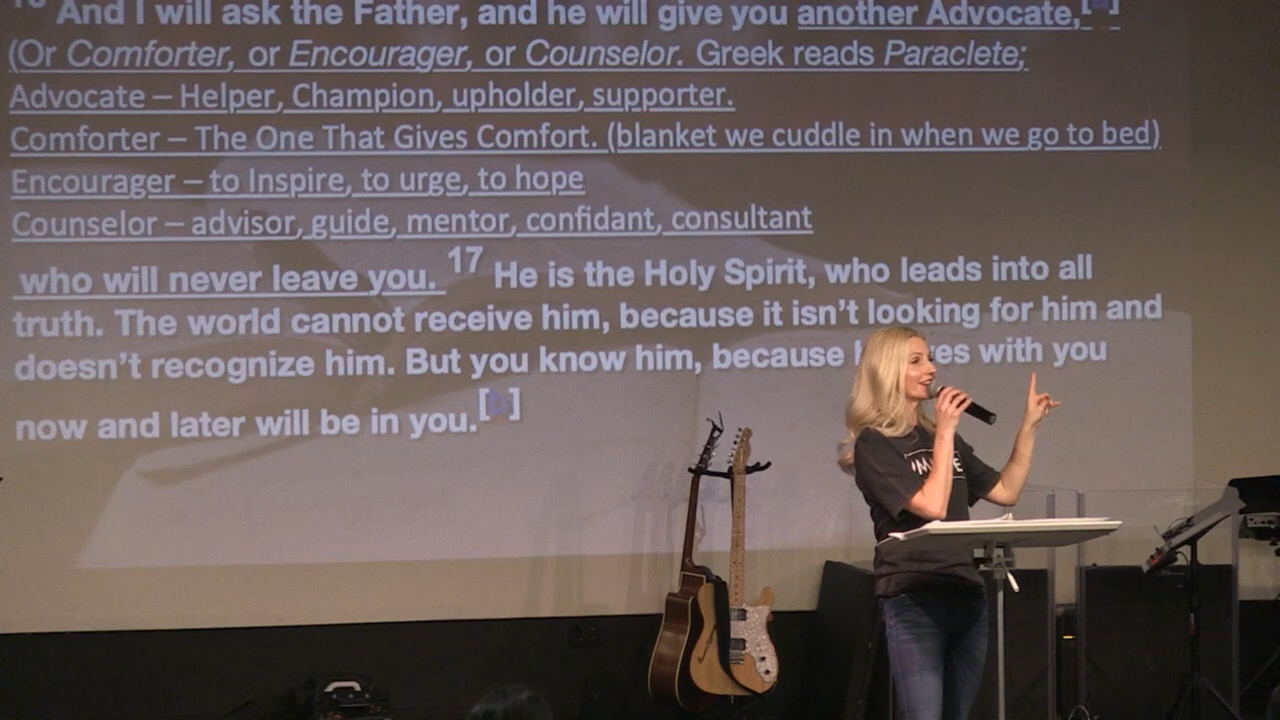 And I will ask the Father, and he will give you another Advocate,[a]
(Or Comforter, or Encourager, or Counselor. Greek reads Paraclete;
Advocate – Helper, Champion, upholder, supporter.
Comforter – The One That Gives Comfort. (blanket we cuddle in when we go to bed)
Encourager – to Inspire, to urge, to hope
Counselor – advisor, guide, mentor, confidant, consultant
who will never leave you. 17 He is the Holy Spirit, who leads into all
truth. The world cannot receive him, because it isn’t looking for him and
doesn’t recognize him. But you know him, because with you
now and later will be in you.[b]